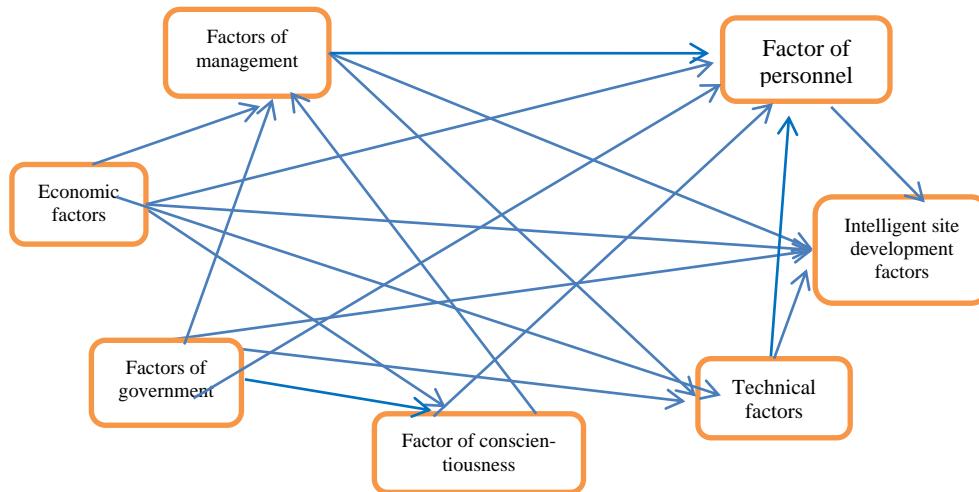 Factors of
management
Factor of
personnel
Economic
factors
Intelligent site
development
factors
Factors of
government
Technical
factors
Factor of conscien-
tiousness